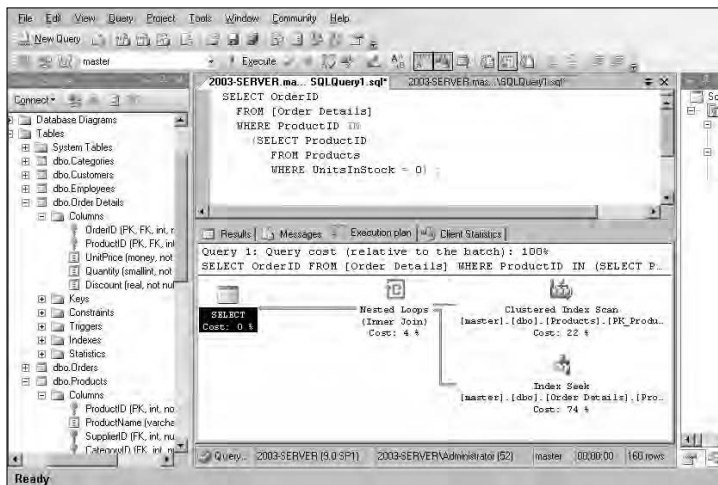 File Edit View Query Project Tools Window Community Help
New Query
master
Execute
Connect
Database Diagrams
Tables
System Tables
dbo.Categories
dbo.Customers
dbo.Employees
dbo.Order Details
Columns
OrderID (PK, FK, int, n
ProductID (PK, FK, int
UnitPrice (money, not
Quantity (smallint, not
Discount (real, not nul
Keys
Constraints
Triggers
Indexes
Statistics
dbo.Orders
dbo.Products
Columns
ProductID (PK, int, no
ProductName (varcha
SupplierID (FK, int, nu
CategoryID (FK, int, n
2003-SERVER.ma... SQLQuery1.sql* 2003-SERVER.mas...\SQLQuery1.sql
SELECT OrderID
FROM [Order Details]
WHERE ProductID IN
(SELECT ProductID
FROM Products
WHERE UnitsInStock = 0) ;
Results Messages Execution plan Client Statistics
Query 1: Query cost (relative to the batch): 100%
SELECT OrderID FROM [Order Details] WHERE ProductID IN (SELECT P...
SELECT
Cost: 0 %
Nested Loops
(Inner Join)
Cost: 4 %
Clustered Index Scan
[master].[dbo].[Products].[PK_Produ...
Cost: 22 %
Index Seek
[master].[dbo].[Order Details].[Pro...
Cost: 74 %
Query... 2003-SERVER (9.0 SP1) 2003-SERVER\Administrator (52) master 00:00:00 160 rows
Ready